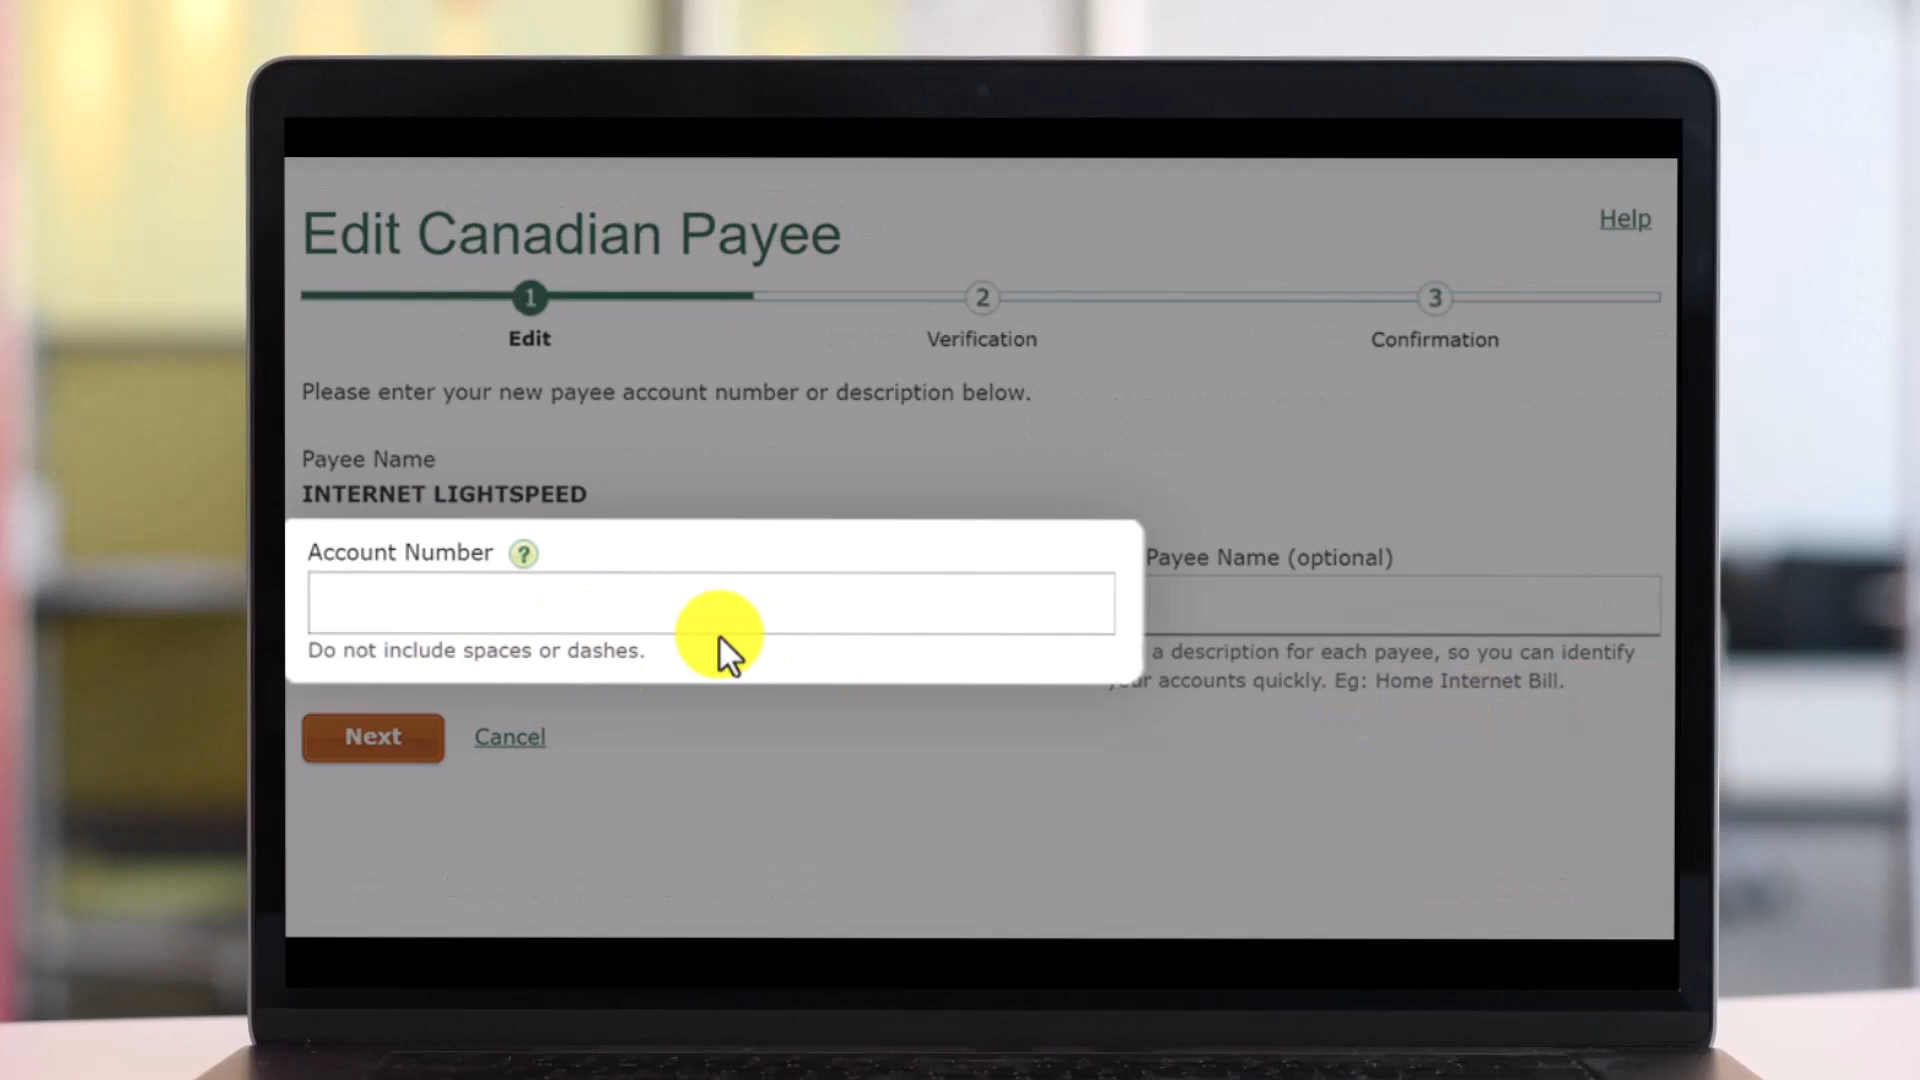 Edit Canadian Payee
Help
1
2
3
Edit
Verification
Confirmation
Please enter your new payee account number or description below.
Payee Name
INTERNET LIGHTSPEED
Account Number ?
Payee Name (optional)
Do not include spaces or dashes.
a description for each payee, so you can identify
your accounts quickly. Eg: Home Internet Bill.
Next
Cancel